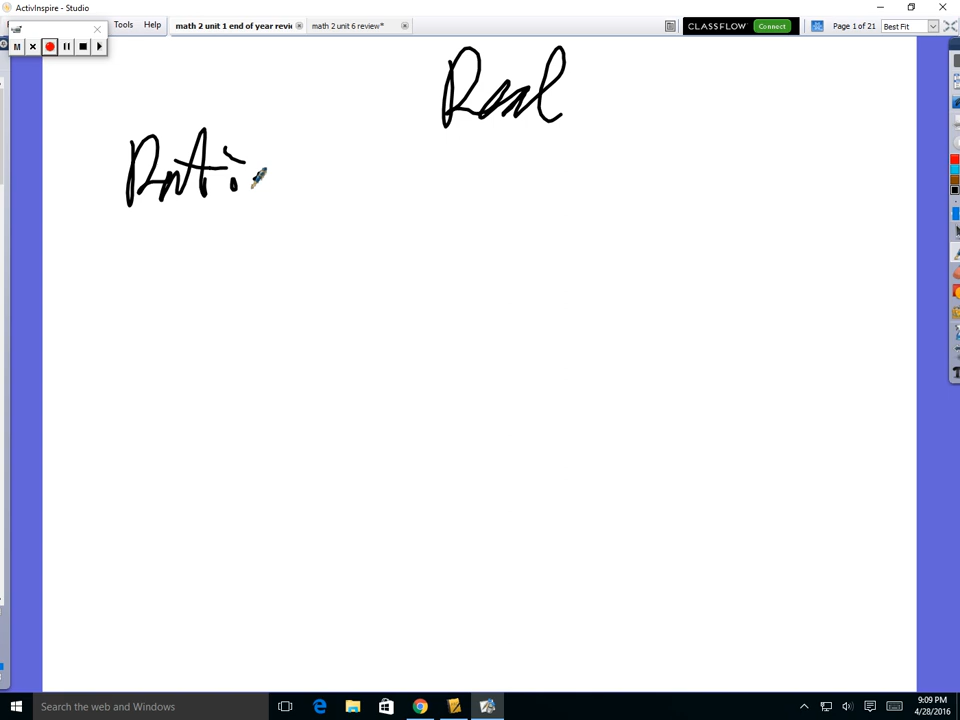 ActivInspire - Studio
Tools Help math 2 unit 1 end of year revie math 2 unit 6 review* CLASSFLOW Connect Page 1 of 21 Best Fit
M
Real
Rati
Search the web and Windows
9:09 PM
4/28/2016